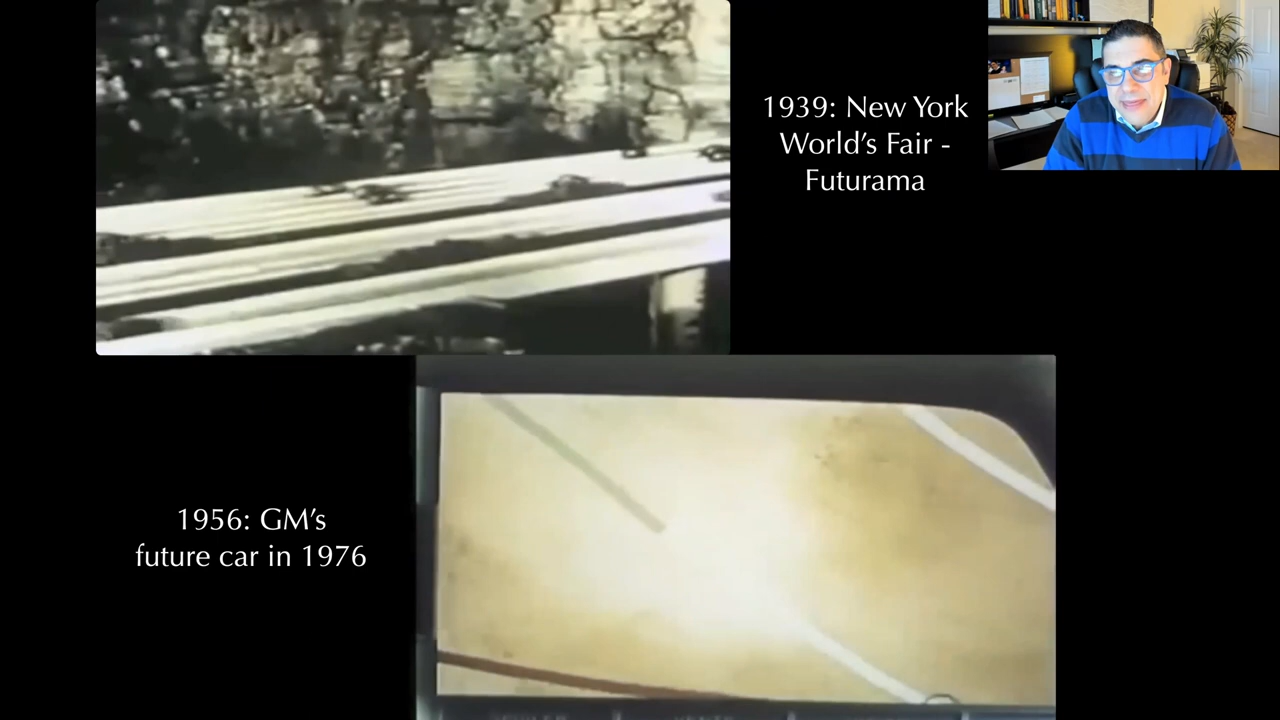 1939: New York
World’s Fair -
Futurama
1956: GM’s
future car in 1976